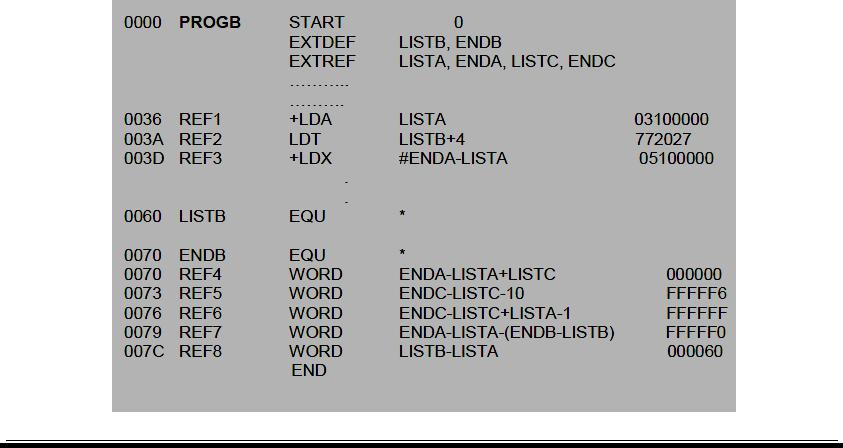 0000 PROGB START 0
EXTDEF LISTB, ENDB
EXTREF LISTA, ENDA, LISTC, ENDC
………..
……….
0036 REF1 +LDA LISTA 03100000
003A REF2 LDT LISTB+4 772027
003D REF3 +LDX #ENDA-LISTA 05100000
.
.
0060 LISTB EQU *
0070 ENDB EQU *
0070 REF4 WORD ENDA-LISTA+LISTC 000000
0073 REF5 WORD ENDC-LISTC-10 FFFFF6
0076 REF6 WORD ENDC-LISTC+LISTA-1 FFFFFF
0079 REF7 WORD ENDA-LISTA-(ENDB-LISTB) FFFFF0
007C REF8 WORD LISTB-LISTA 000060
END